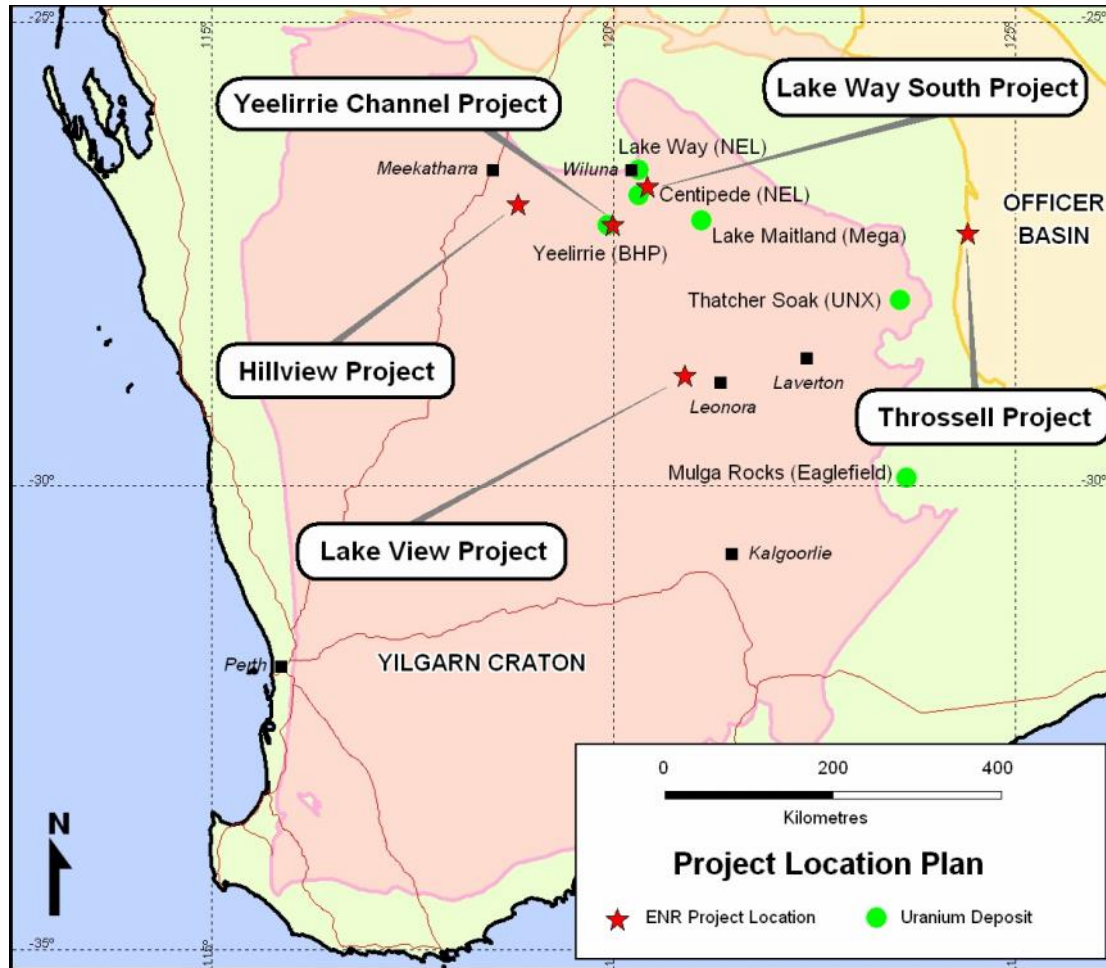 -25°
-25°
115°
120°
125°
Yeelirrie Channel Project
Lake Way South Project
Lake Way (NEL)
Meekatharra
Wiluna
Centipede (NEL)
OFFICER
BASIN
Lake Maitland (Mega)
Yeelirrie (BHP)
Thatcher Soak (UNX)
Hillview Project
Laverton
Leonora
Throssell Project
Mulga Rocks (Eaglefield)
-30°
-30°
Lake View Project
Kalgoorlie
Perth
YILGARN CRATON
0 200 400
Kilometres
N
Project Location Plan
ENR Project Location
Uranium Deposit
-35°
115°